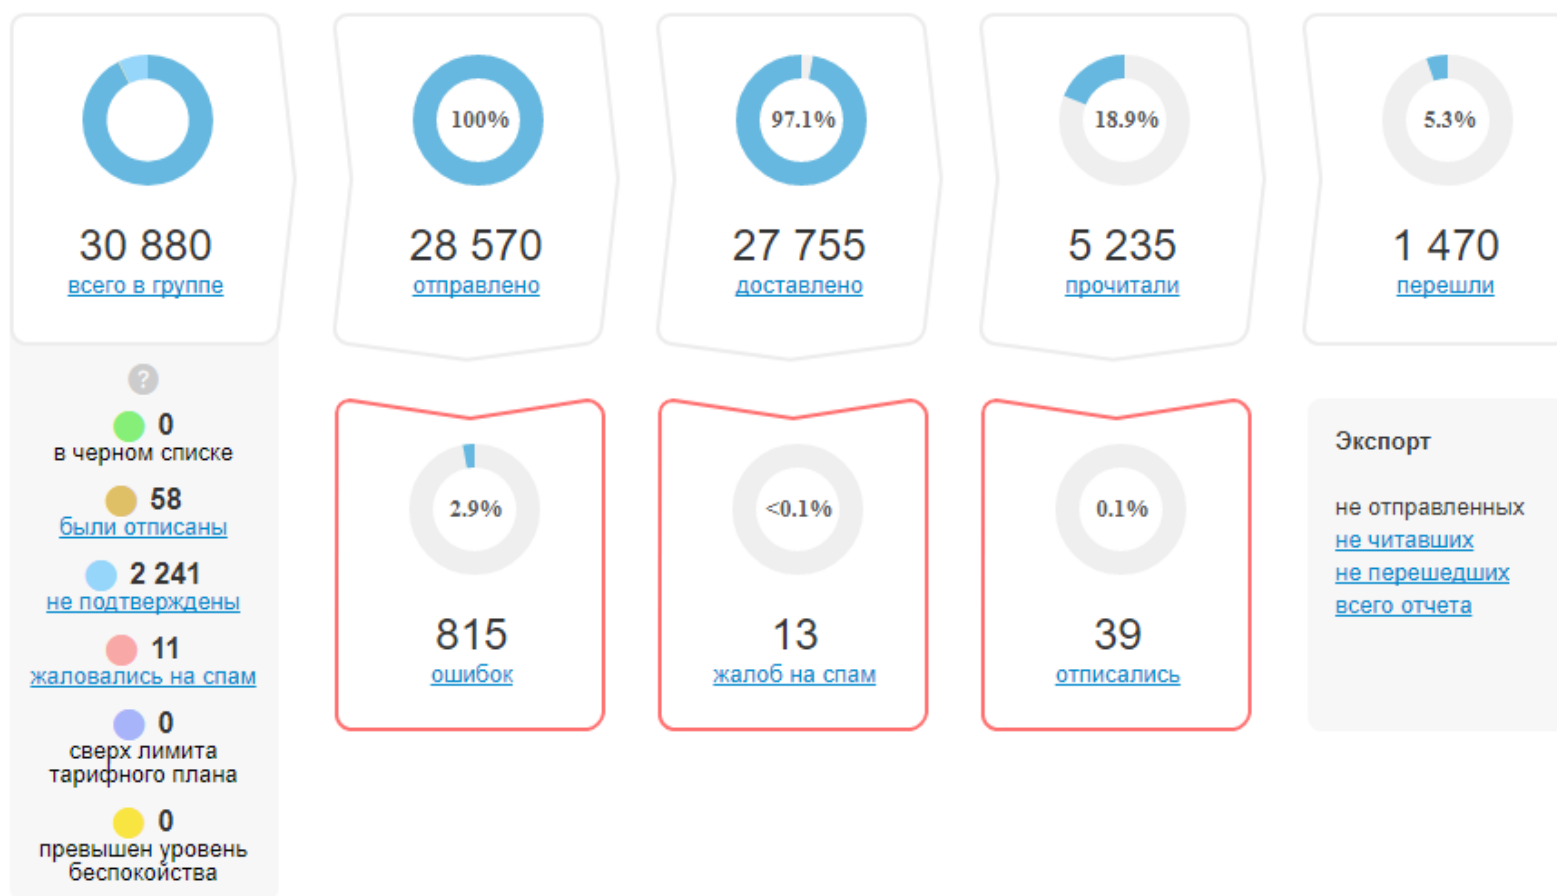 100%
97.1%
18.9%
5.3%
30 880
всего в группе
28 570
отправлено
27 755
доставлено
5 235
прочитали
1 470
перешли
?
0
в черном списке
58
были отписаны
2 241
не подтверждены
11
жаловались на спам
0
сверх лимита
тарифного плана
0
превышен уровень
беспокойства
2.9%
815
ошибок
<0.1%
13
жалоб на спам
0.1%
39
отписались
Экспорт
не отправленных
не читавших
не перешедших
всего отчета